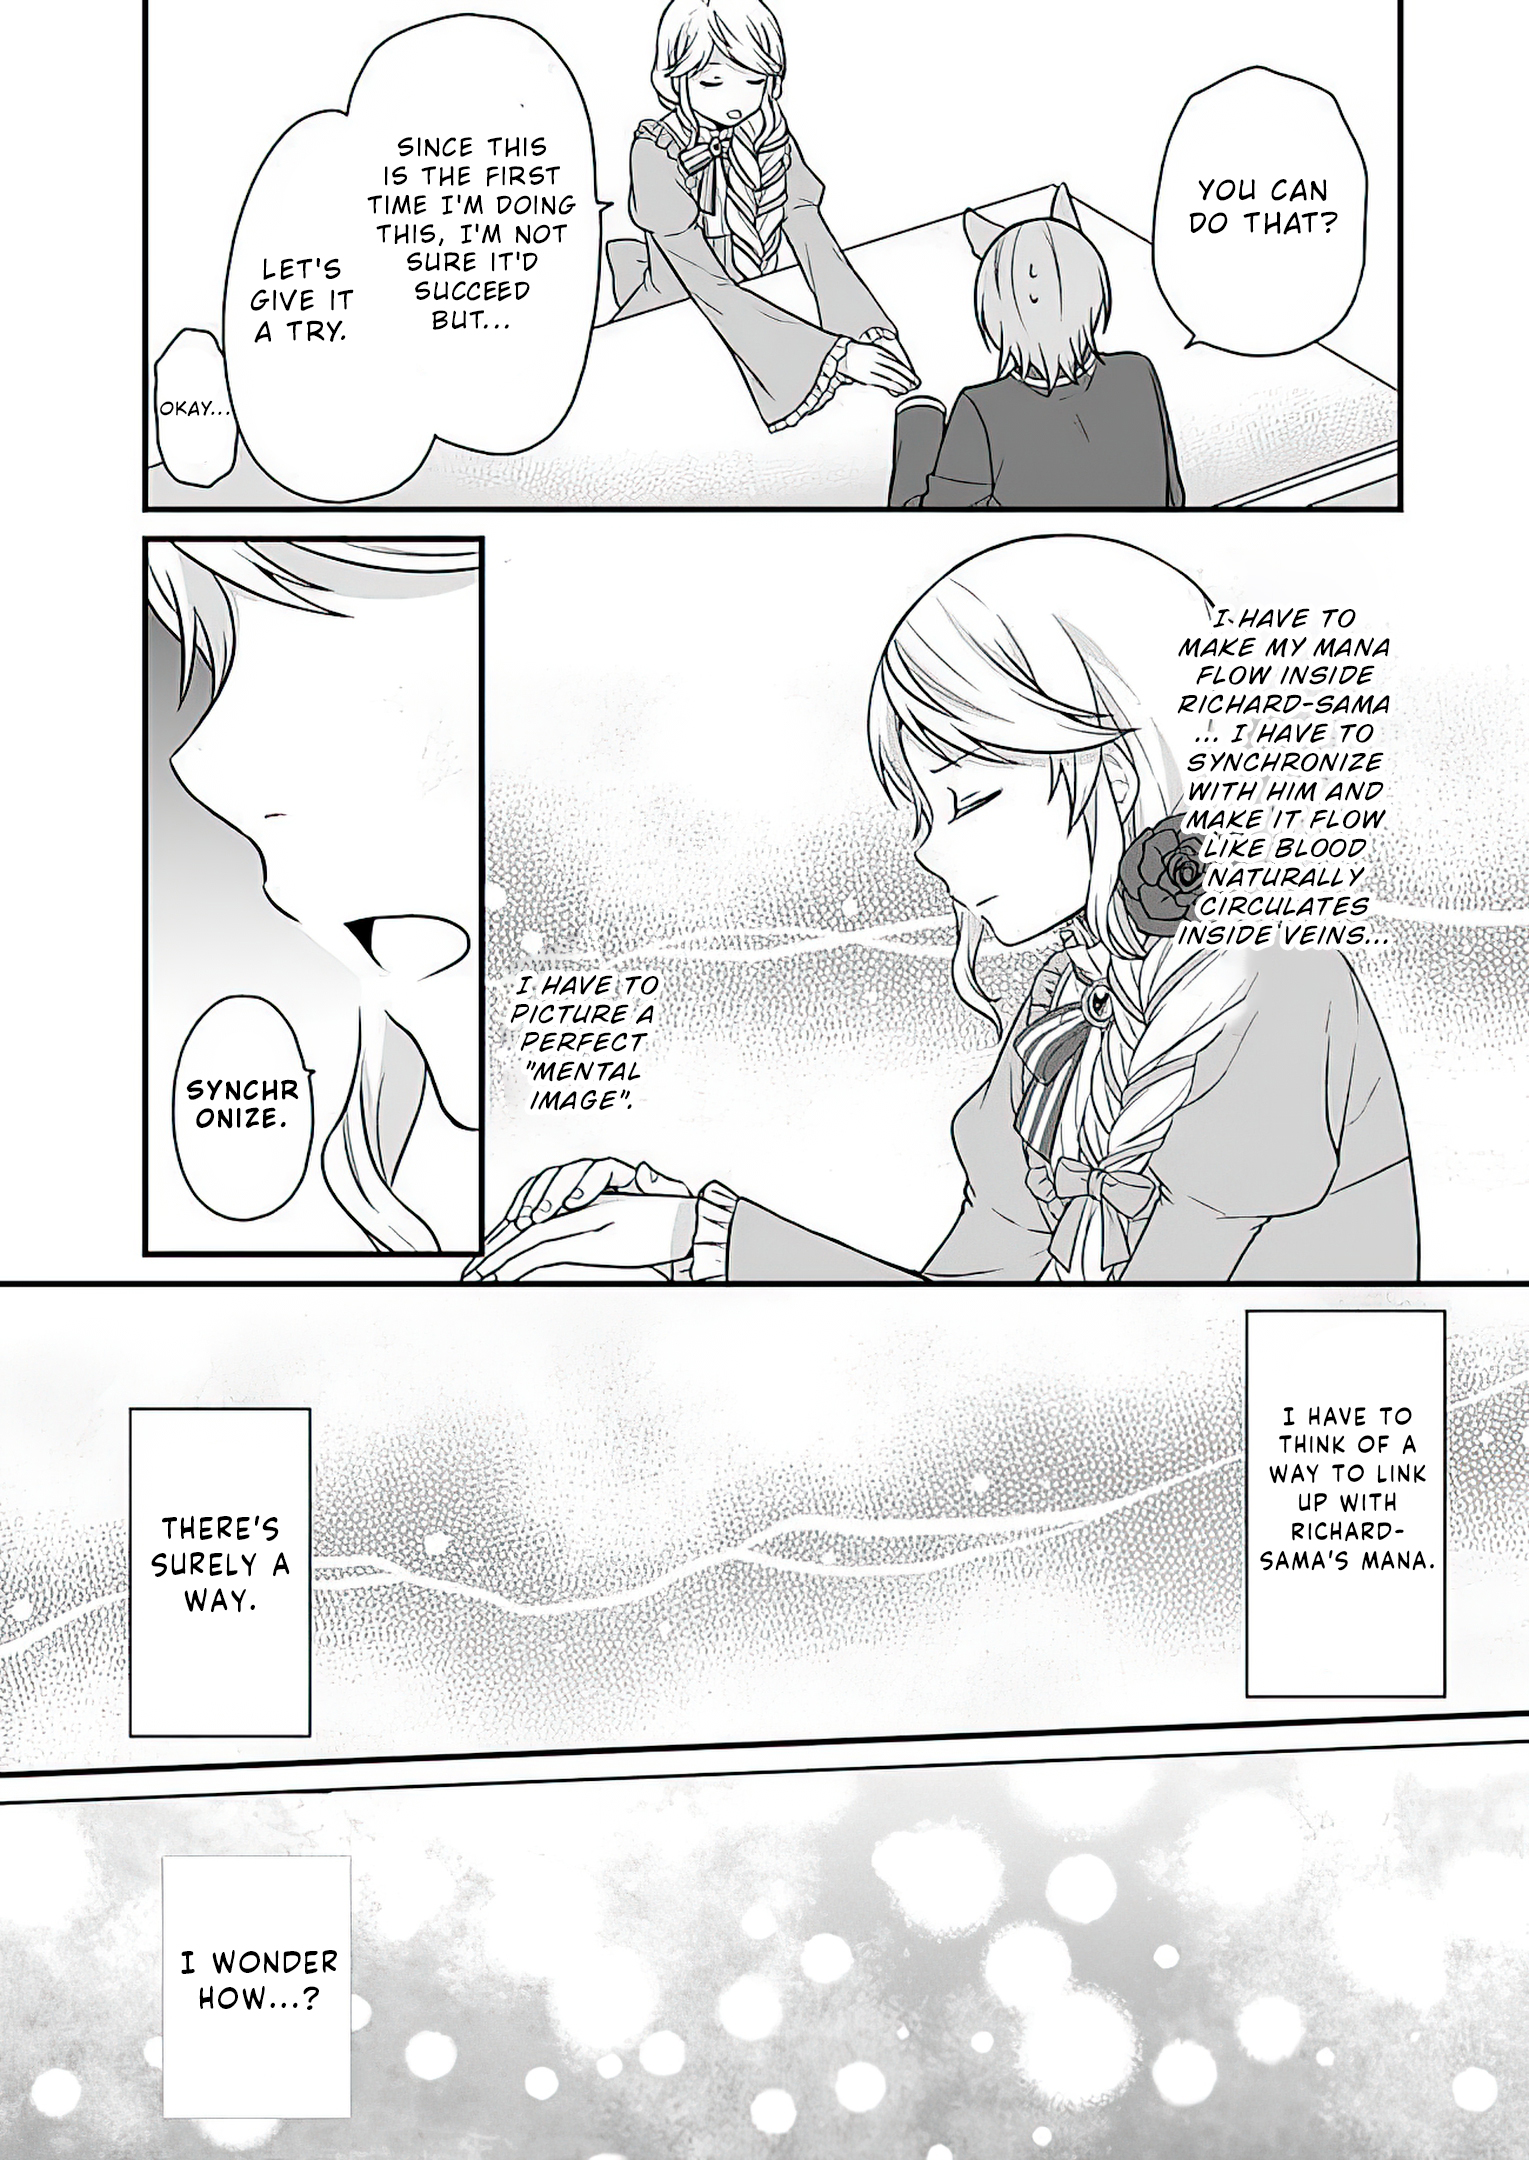 YOU CAN
DO THAT?
SINCE THIS
IS THE FIRST
TIME I'M DOING
THIS, I'M NOT
SURE IT'D
SUCCEED
BUT...
LET'S
GIVE IT
A TRY.
OKAY...
I HAVE TO
MAKE MY MANA
FLOW INSIDE
RICHARD-SAMA
... I HAVE TO
SYNCHRONIZE
WITH HIM AND
MAKE IT FLOW
LIKE BLOOD
NATURALLY
CIRCULATES
INSIDE VEINS...
I HAVE TO
PICTURE A
PERFECT
"MENTAL
IMAGE".
SYNCHR
ONIZE.
I HAVE TO
THINK OF A
WAY TO LINK
UP WITH
RICHARD-
SAMA'S MANA.
THERE'S
SURELY A
WAY.
I WONDER
HOW...?